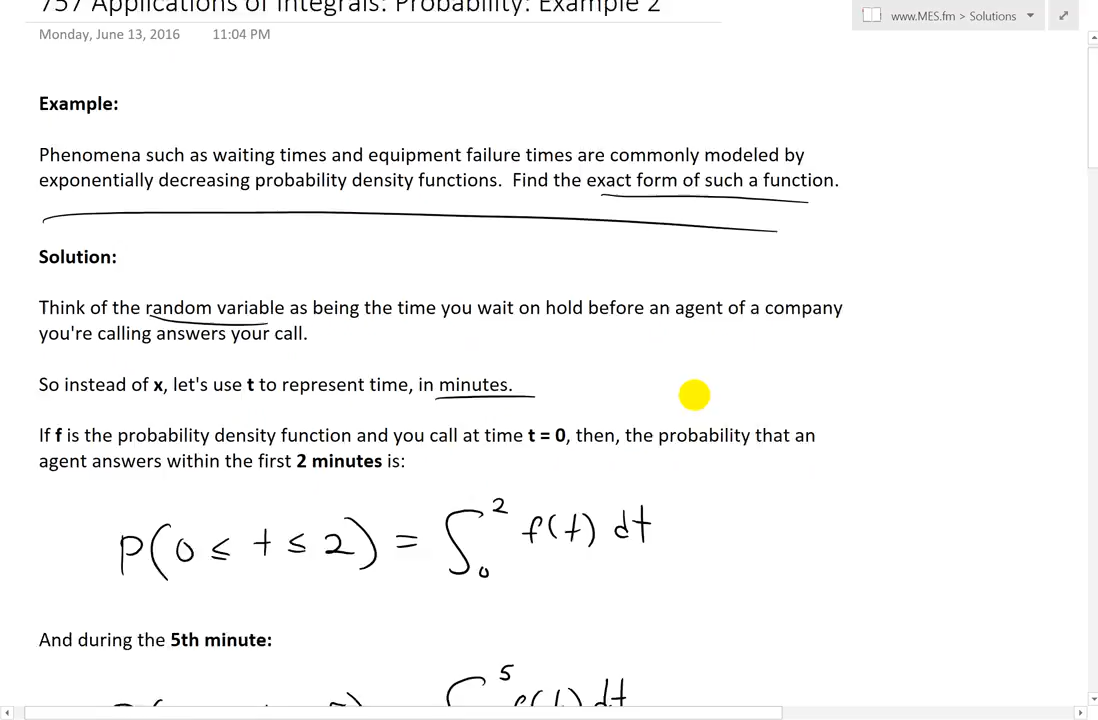 757 Applications of Integrals: Probability: Example 2
Monday, June 13, 2016 11:04 PM
www.MES.fm > Solutions
Example:
Phenomena such as waiting times and equipment failure times are commonly modeled by
exponentially decreasing probability density functions. Find the exact form of such a function.
Solution:
Think of the random variable as being the time you wait on hold before an agent of a company
you're calling answers your call.
So instead of x, let's use t to represent time, in minutes.
If f is the probability density function and you call at time t = 0, then, the probability that an
agent answers within the first 2 minutes is:
P(0 ≤ t ≤ 2) = ∫₀² f(t) dt
And during the 5th minute: